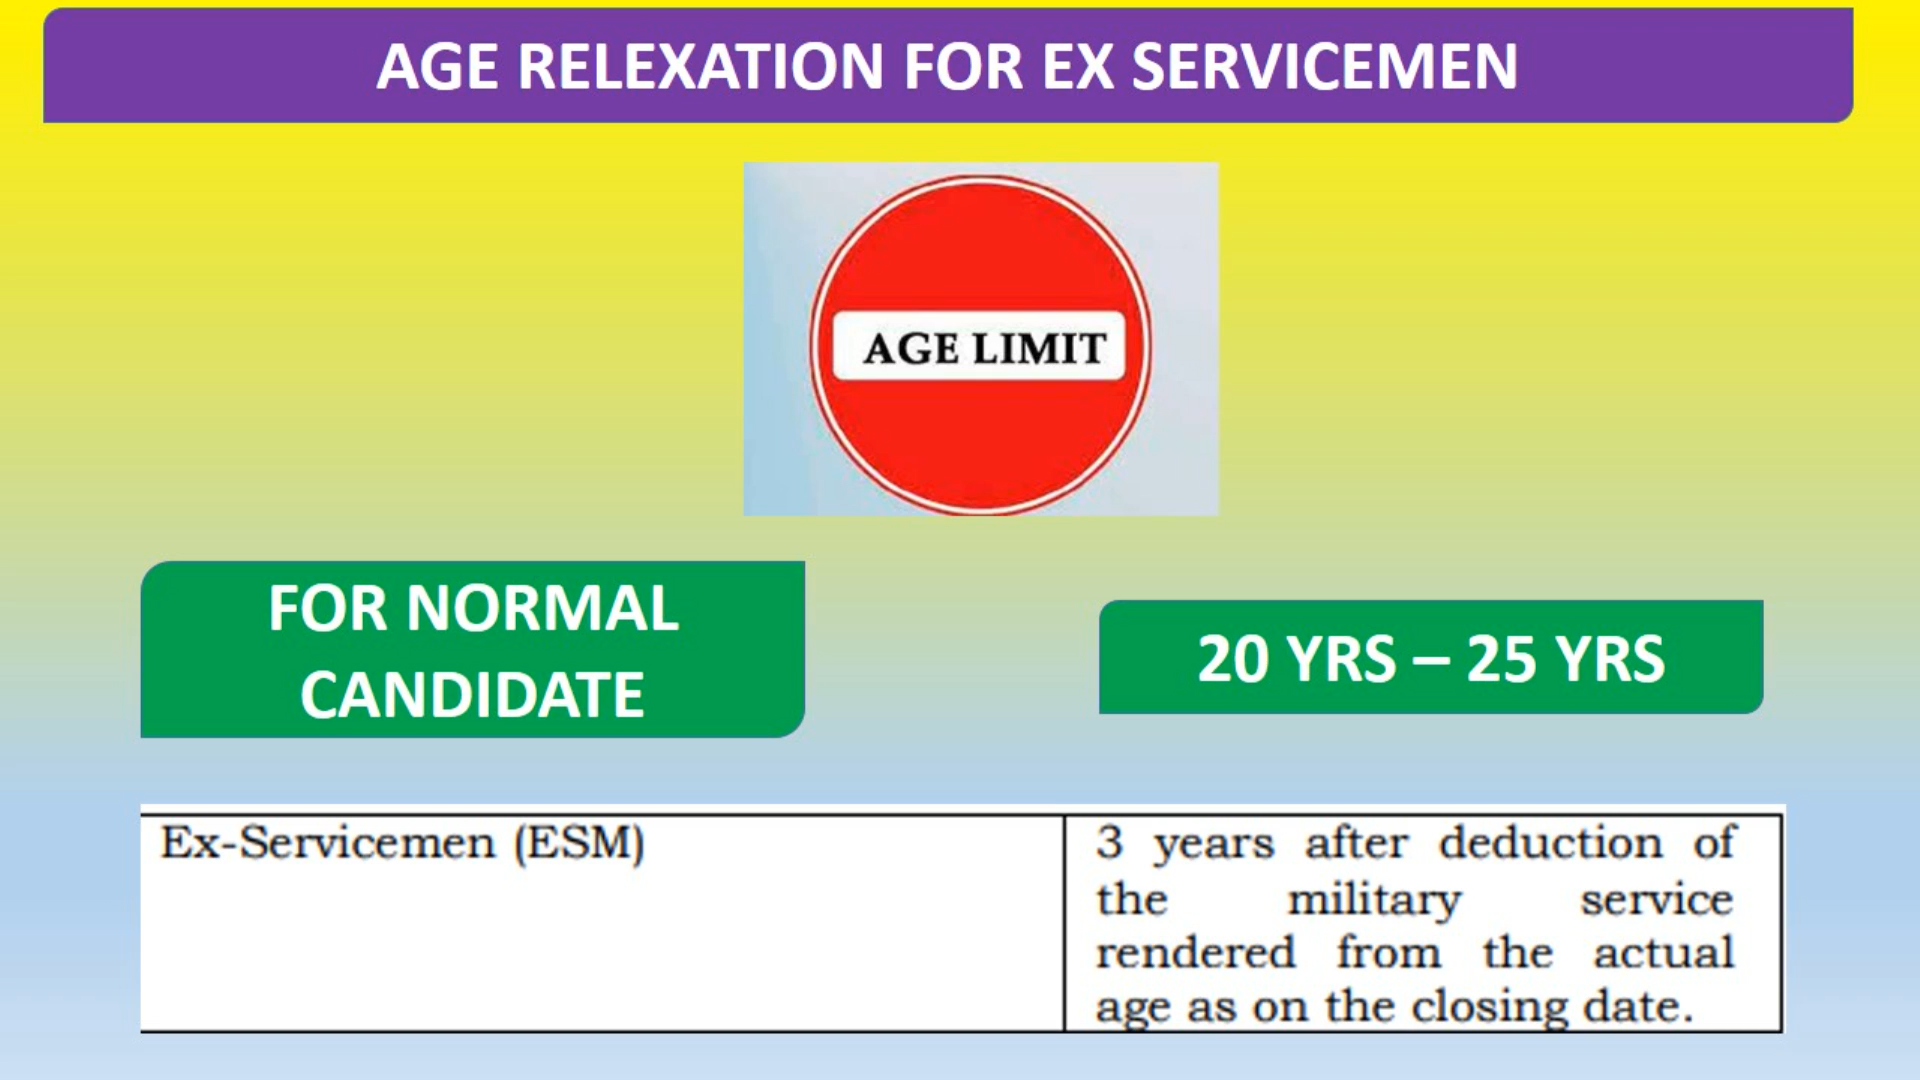 AGE RELEXATION FOR EX SERVICEMEN
AGE LIMIT
FOR NORMAL
CANDIDATE
20 YRS – 25 YRS
Ex-Servicemen (ESM)
3 years after deduction of
the military service
rendered from the actual
age as on the closing date.